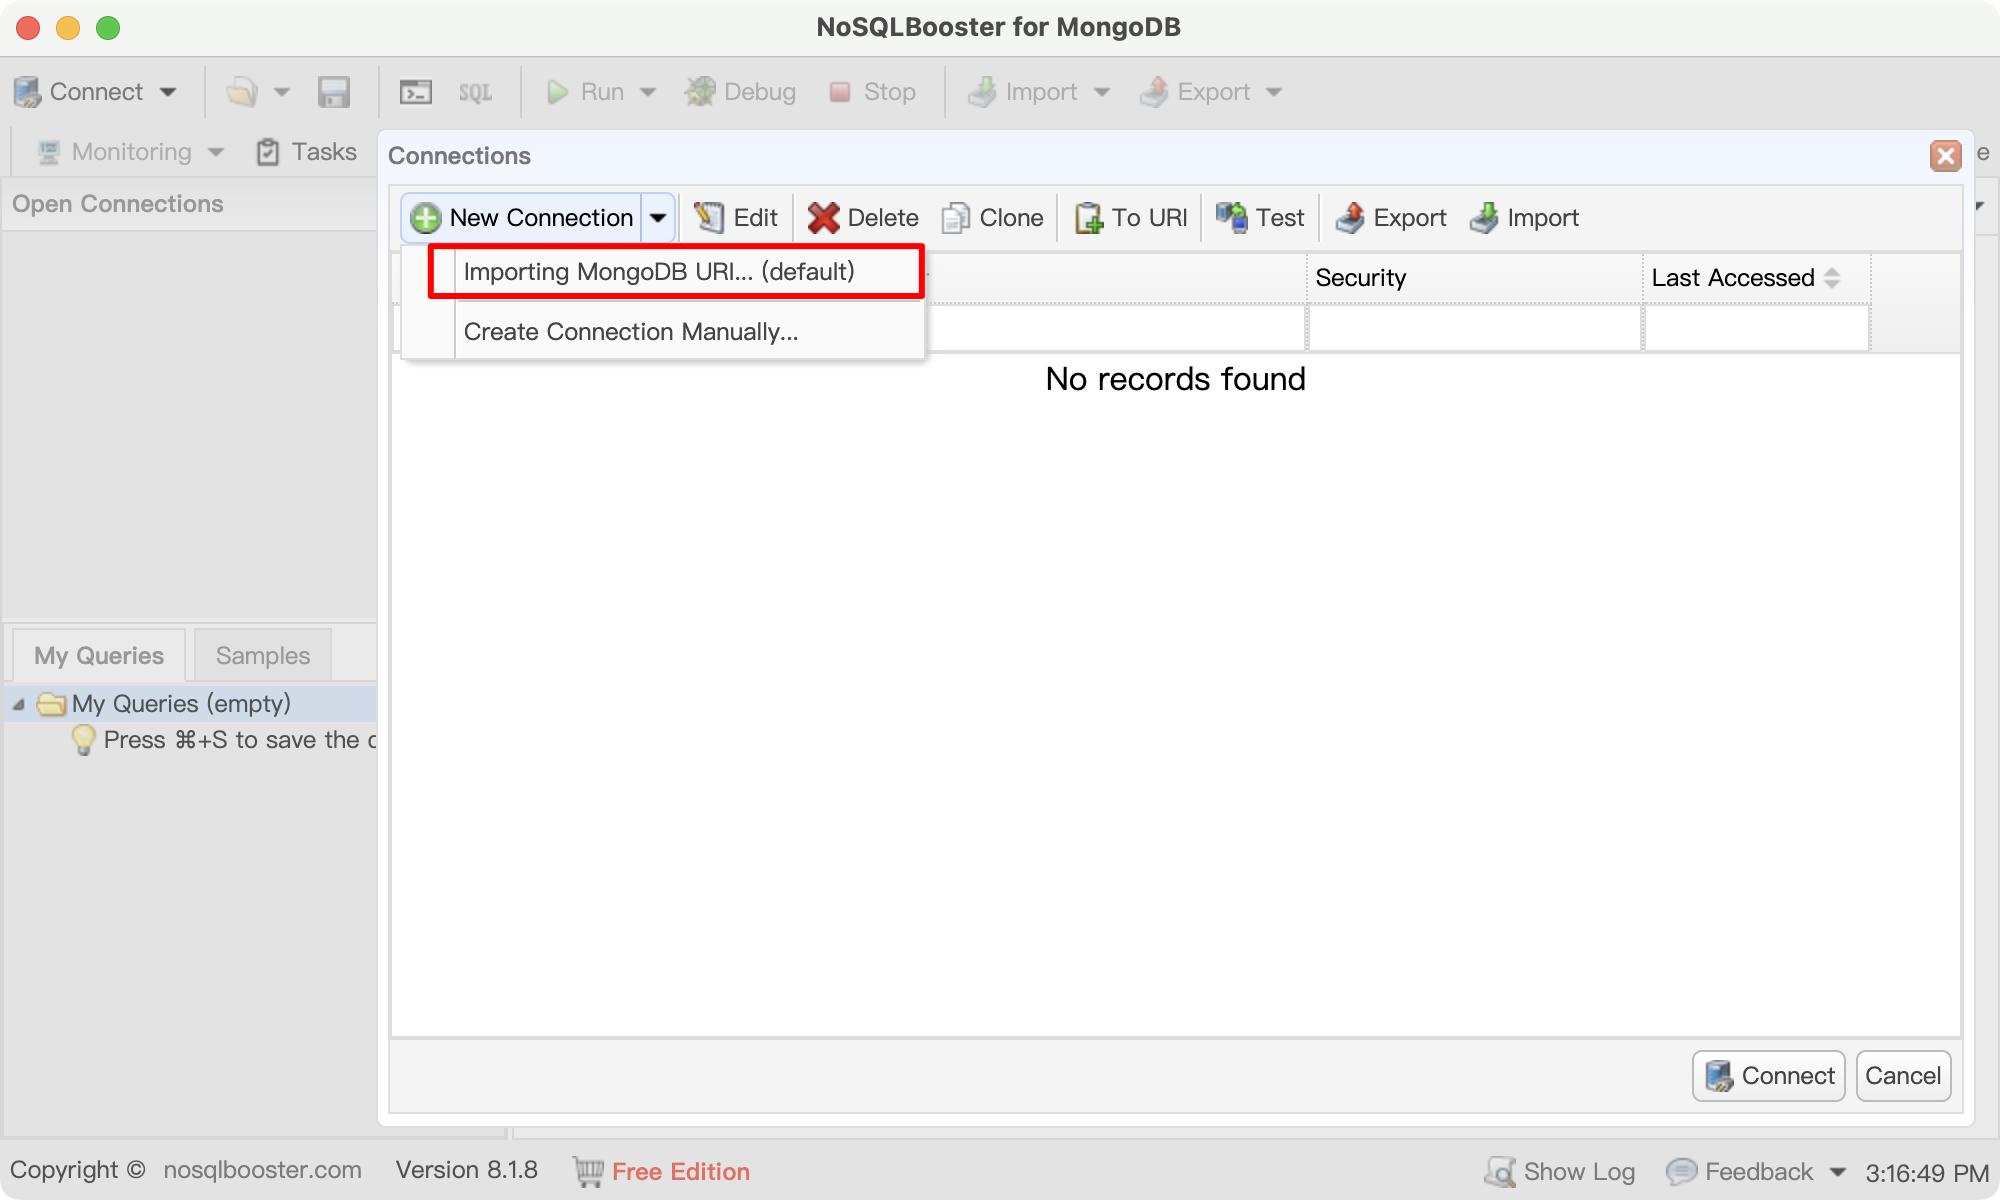 NoSQLBooster for MongoDB
Connect SQL Run Debug Stop Import Export
Monitoring Tasks
Connections
Open Connections
New Connection Edit Delete Clone To URI Test Export Import
Importing MongoDB URI... (default)
Security Last Accessed
Create Connection Manually...
No records found
My Queries Samples
My Queries (empty)
Press ⌘+S to save the
Connect Cancel
Copyright © nosqlbooster.com Version 8.1.8 Free Edition Show Log Feedback 3:16:49 PM